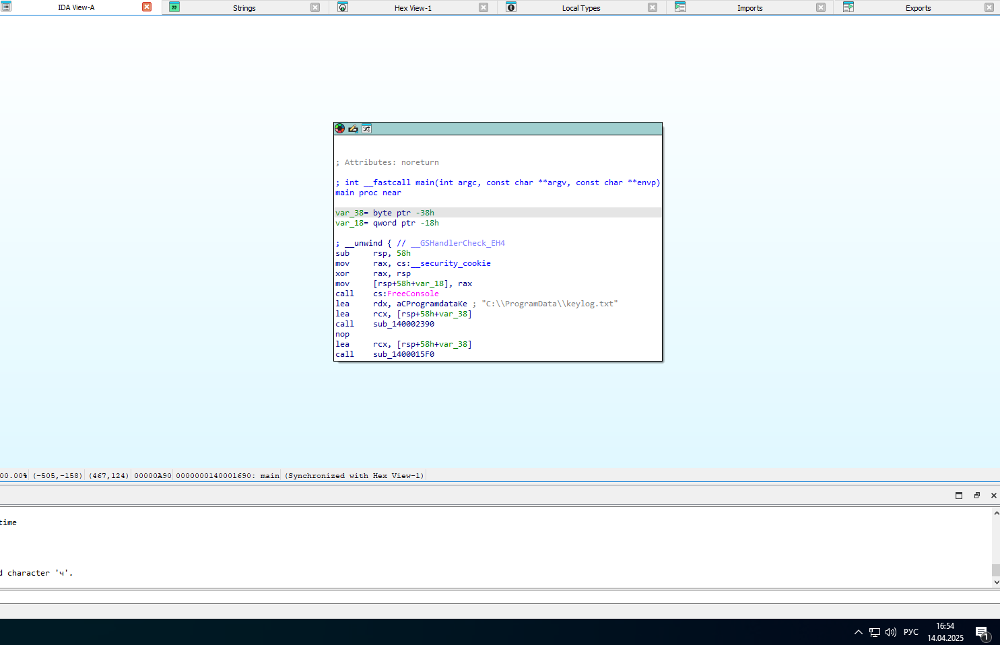 IDA View-A Strings Hex View-1 Local Types Imports Exports
; Attributes: noreturn
; int __fastcall main(int argc, const char **argv, const char **envp)
main proc near
var_38= byte ptr -38h
var_18= qword ptr -18h
; __unwind { // __GSHandlerCheck_EH4
sub rsp, 58h
mov rax, cs:__security_cookie
xor rax, rsp
mov [rsp+58h+var_18], rax
call cs:FreeConsole
lea rdx, aCProgramdataKe ; "C:\\ProgramData\\keylog.txt"
lea rcx, [rsp+58h+var_38]
call sub_140002390
nop
lea rcx, [rsp+58h+var_38]
call sub_1400015F0
00.00% (-505,-158) (467,124) 00000A90 0000000140001690: main (Synchronized with Hex View-1)
time
d character 'ч'.
РУС
16:54
14.04.2025
1